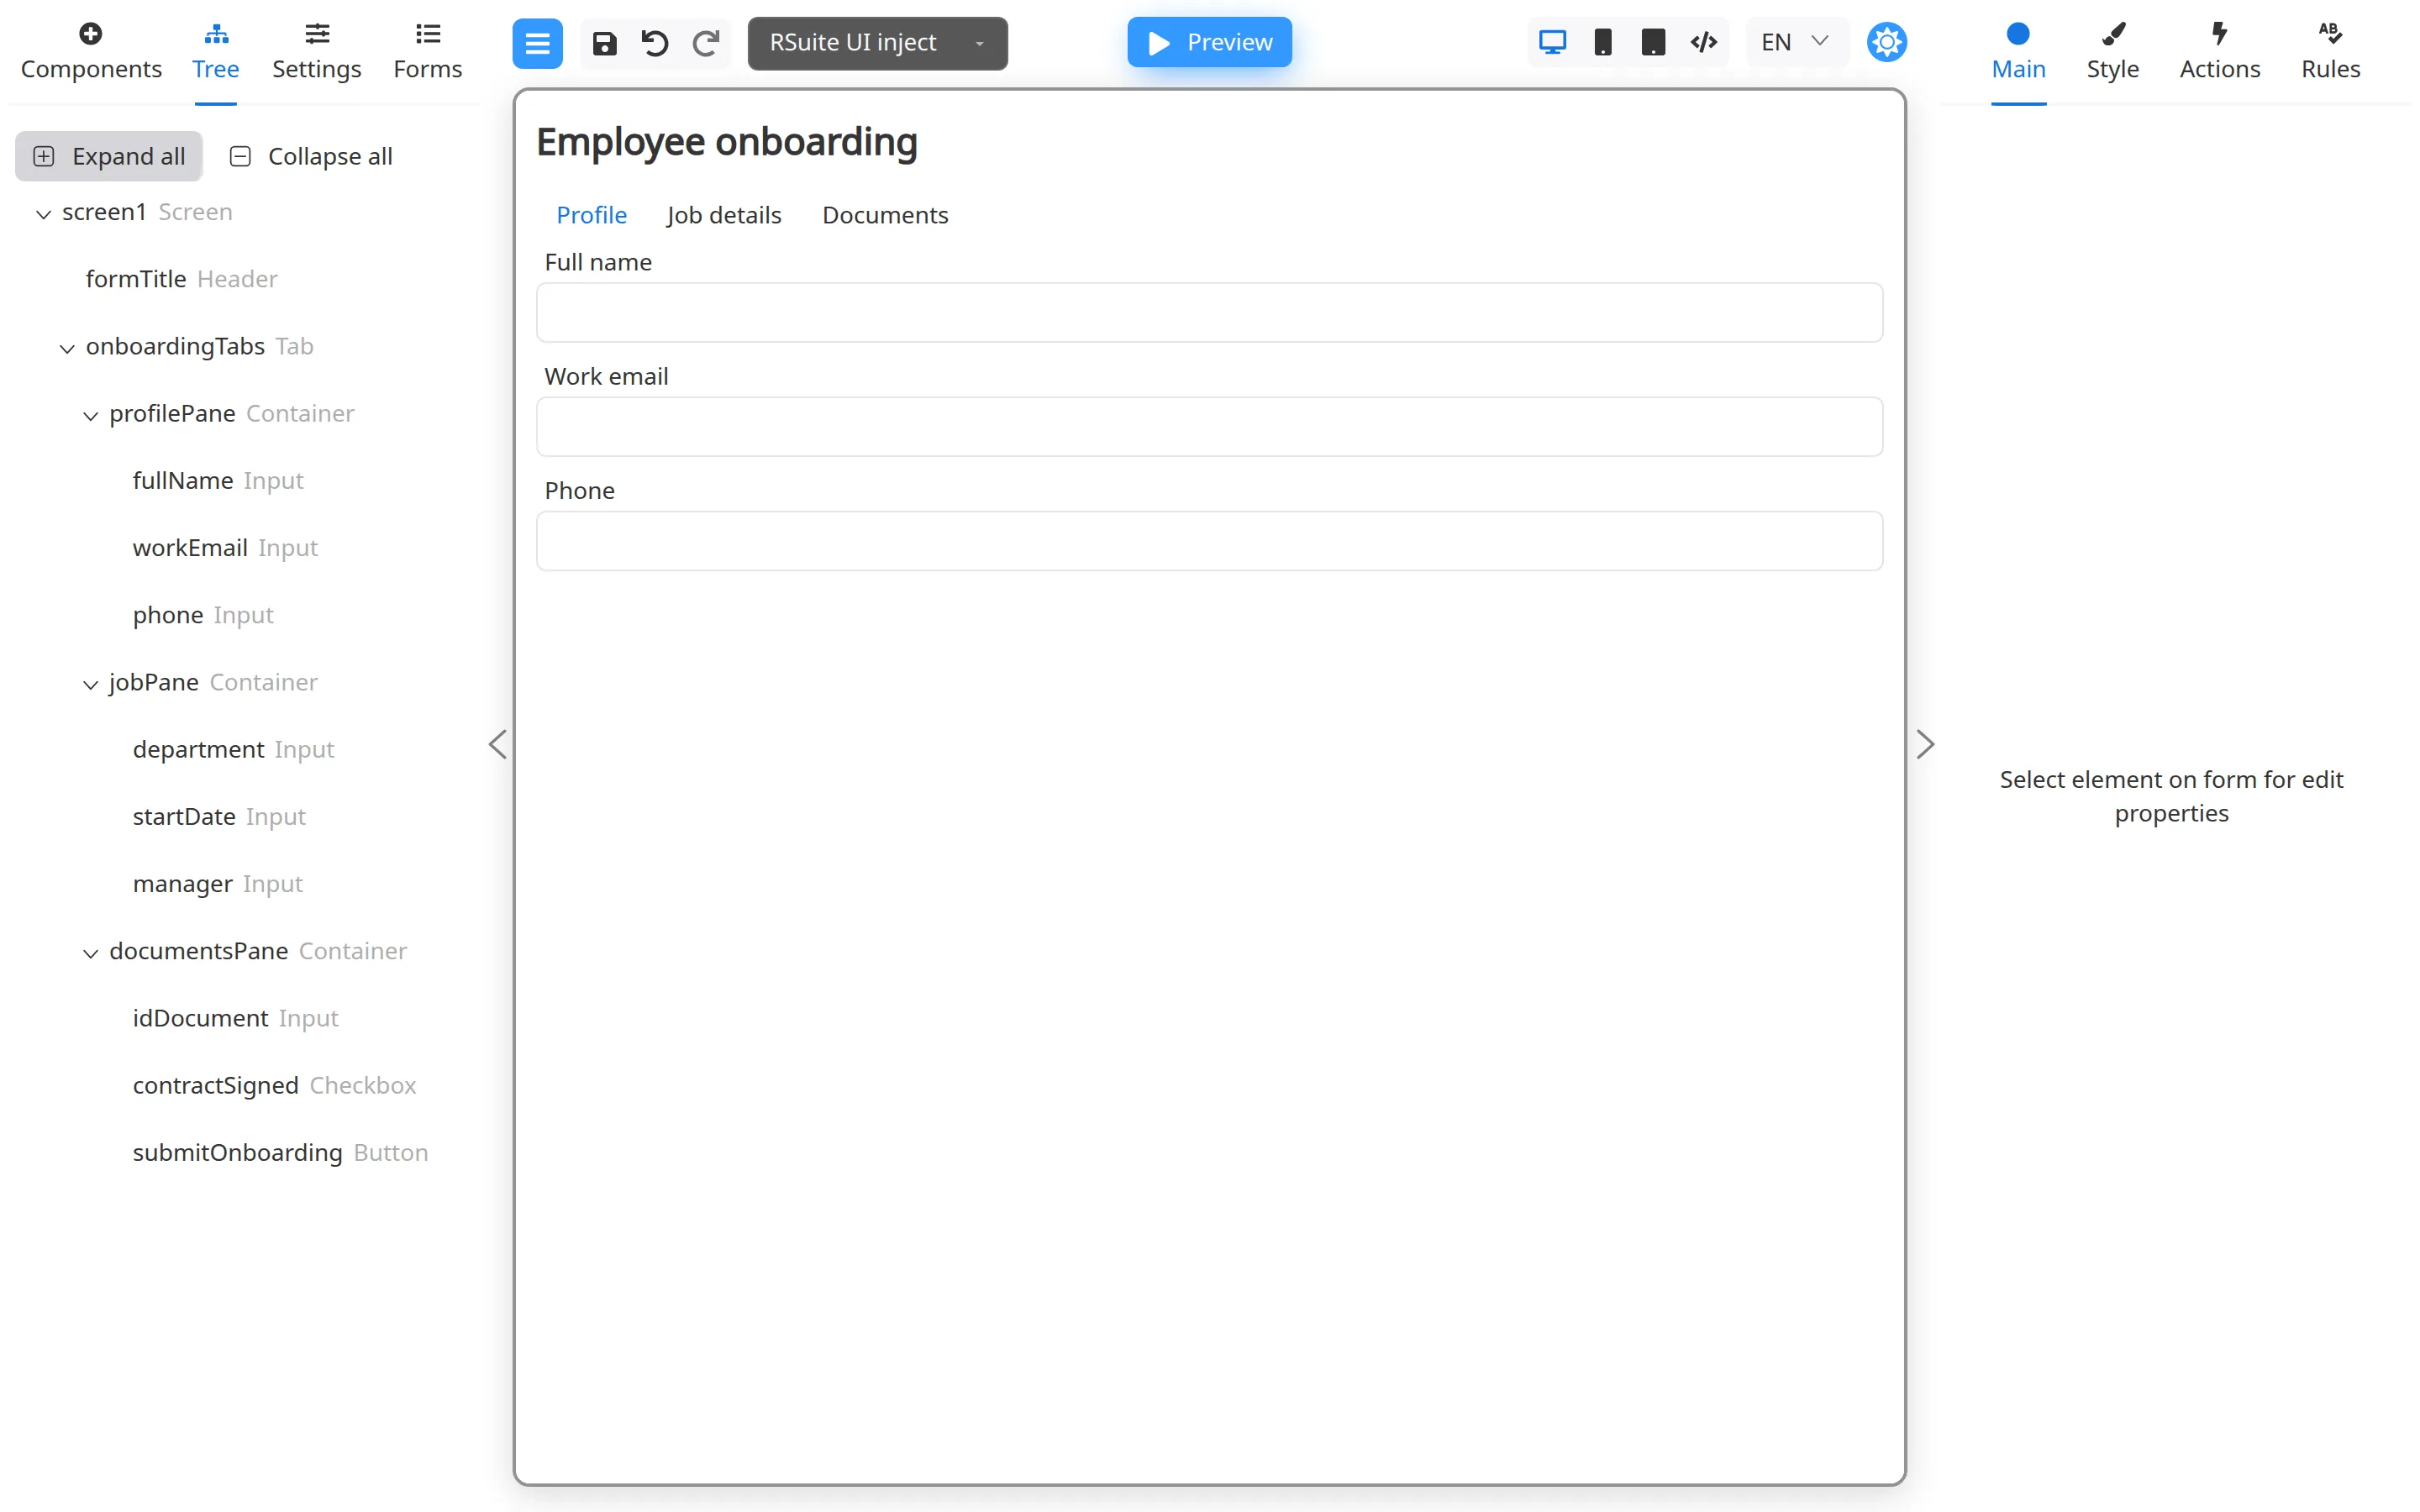 Components Tree Settings Forms
RSuite UI inject
Preview
EN
Main Style Actions Rules
Expand all Collapse all
screen1 Screen
formTitle Header
onboardingTabs Tab
profilePane Container
fullName Input
workEmail Input
phone Input
jobPane Container
department Input
startDate Input
manager Input
documentsPane Container
idDocument Input
contractSigned Checkbox
submitOnboarding Button
Employee onboarding
Profile Job details Documents
Full name
Work email
Phone
Select element on form for edit
properties